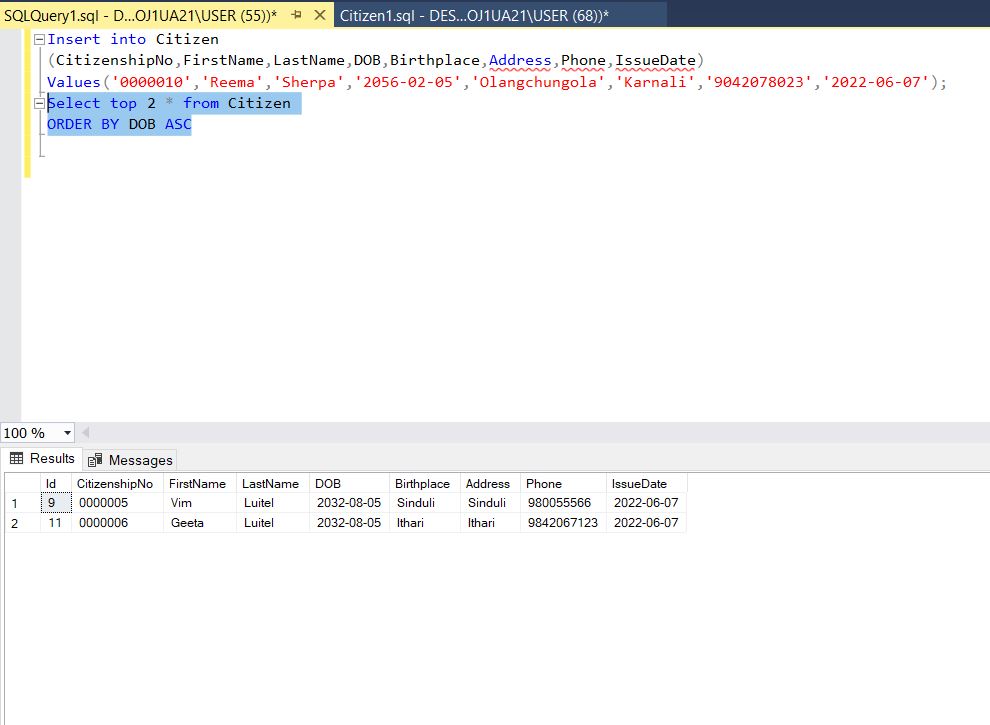 SQLQuery1.sql - D...OJ1UA21\USER (55))* Citizen1.sql - DES...OJ1UA21\USER (68))*
Insert into Citizen
(CitizenshipNo,FirstName,LastName,DOB,Birthplace,Address,Phone,IssueDate)
Values('0000010','Reema','Sherpa','2056-02-05','Olangchungola','Karnali','9042078023','2022-06-07');
Select top 2 * from Citizen
ORDER BY DOB ASC
100 %
Results Messages
Id CitizenshipNo FirstName LastName DOB Birthplace Address Phone IssueDate
1 9 0000005 Vim Luitel 2032-08-05 Sinduli Sinduli 980055566 2022-06-07
2 11 0000006 Geeta Luitel 2032-08-05 Ithari Ithari 9842067123 2022-06-07